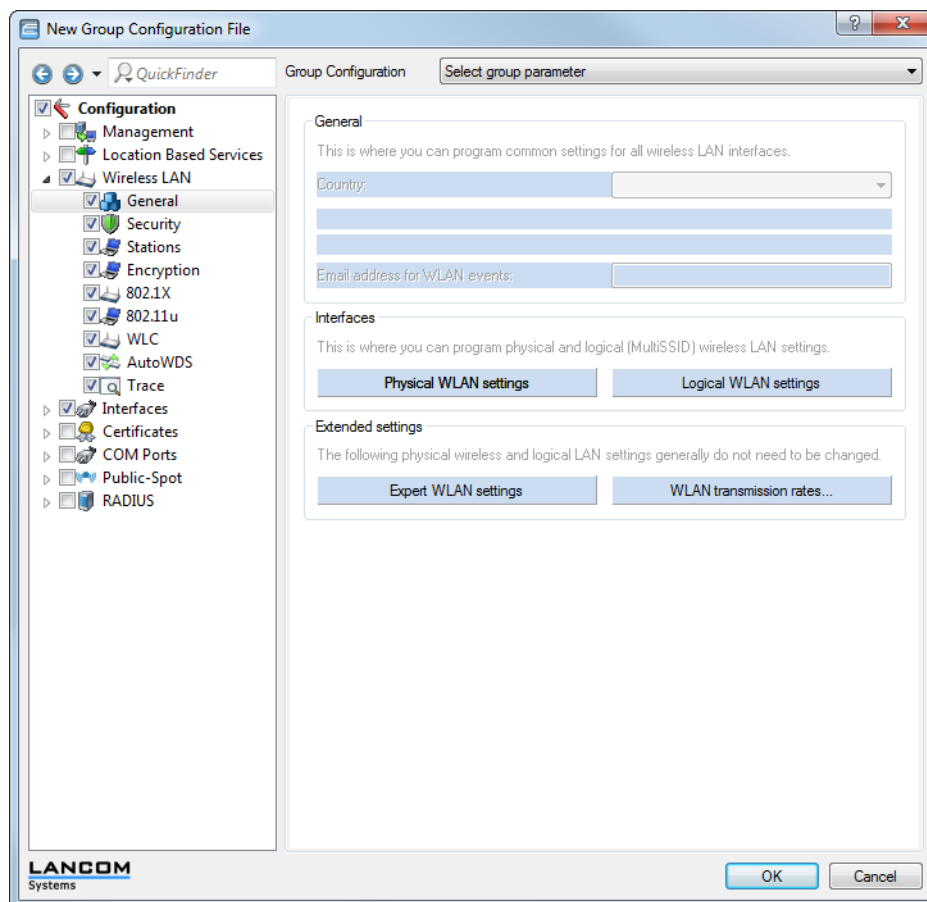 New Group Configuration File
QuickFinder
Group Configuration
Select group parameter
Configuration
Management
Location Based Services
Wireless LAN
General
Security
Stations
Encryption
802.1X
802.11u
WLC
AutoWDS
Trace
Interfaces
Certificates
COM Ports
Public-Spot
RADIUS
General
This is where you can program common settings for all wireless LAN interfaces.
Country:
Email address for WLAN events:
Interfaces
This is where you can program physical and logical (MultiSSID) wireless LAN settings.
Physical WLAN settings
Logical WLAN settings
Extended settings
The following physical wireless and logical LAN settings generally do not need to be changed.
Expert WLAN settings
WLAN transmission rates...
LANCOM
Systems
OK
Cancel